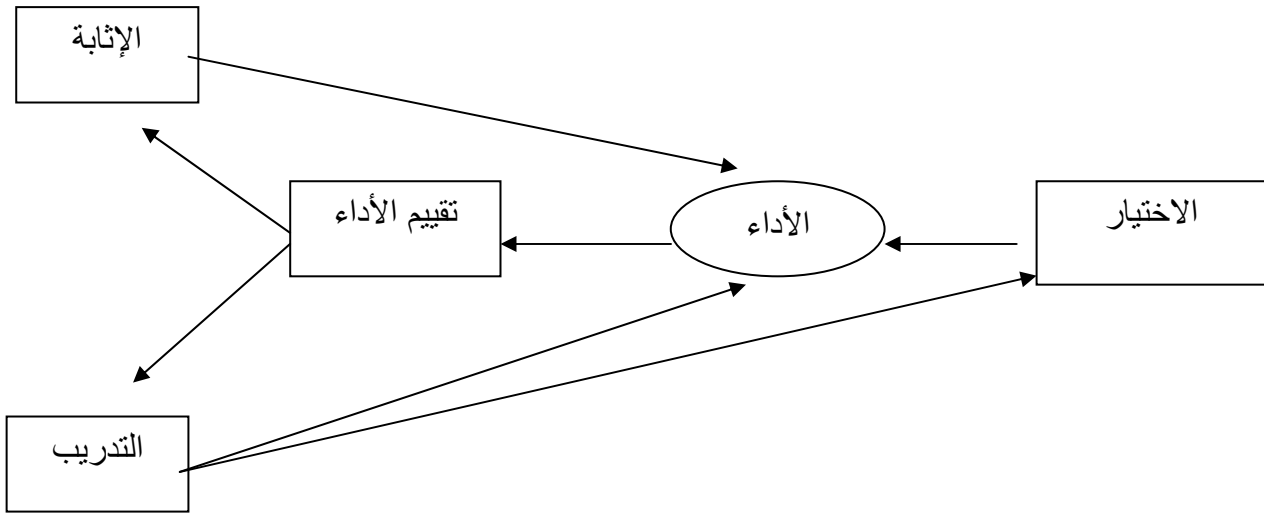 الإثابة
الاختيار
الأداء
تقييم الأداء
التدريب